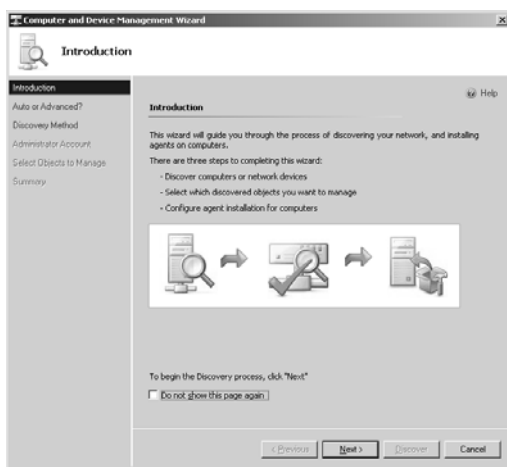 Computer and Device Management Wizard
Introduction
Introduction
Auto or Advanced?
Discovery Method
Administrator Account
Select Objects to Manage
Summary
Help
Introduction
This wizard will guide you through the process of discovering your network, and installing
agents on computers.
There are three steps to completing this wizard:
- Discover computers or network devices
- Select which discovered objects you want to manage
- Configure agent installation for computers
To begin the Discovery process, click "Next"
Do not show this page again
< Previous
Next >
Discover
Cancel